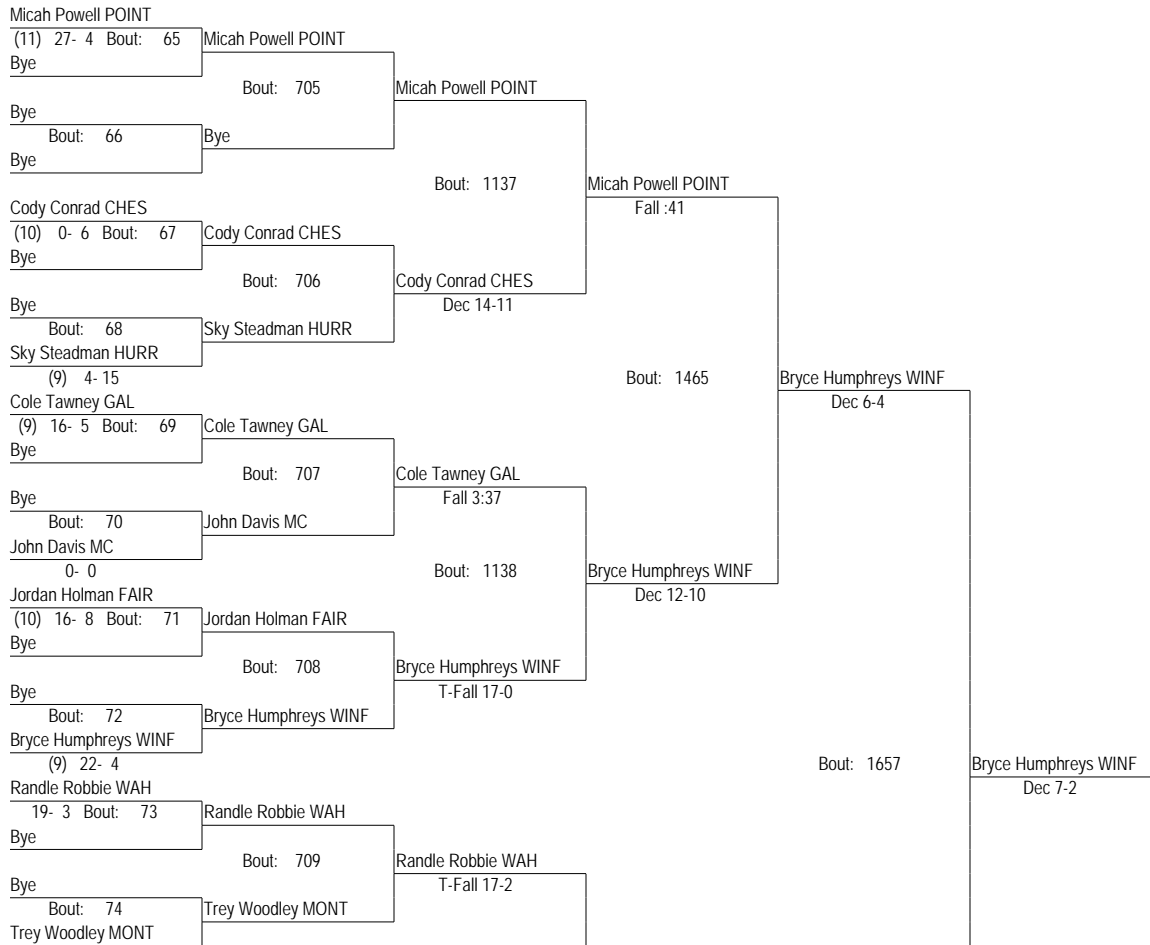 Micah Powell POINT
(11) 27- 4 Bout: 65 Micah Powell POINT
Bye
Bout: 705 Micah Powell POINT
Bye
Bout: 66 Bye
Bye
Bout: 1137 Micah Powell POINT
Fall :41
Cody Conrad CHES
(10) 0- 6 Bout: 67 Cody Conrad CHES
Bye
Bout: 706 Cody Conrad CHES
Dec 14-11
Bye
Bout: 68 Sky Steadman HURR
Sky Steadman HURR
(9) 4- 15
Bout: 1465 Bryce Humphreys WINF
Dec 6-4
Cole Tawney GAL
(9) 16- 5 Bout: 69 Cole Tawney GAL
Bye
Bout: 707 Cole Tawney GAL
Fall 3:37
Bye
Bout: 70 John Davis MC
John Davis MC
0- 0
Bout: 1138 Bryce Humphreys WINF
Dec 12-10
Jordan Holman FAIR
(10) 16- 8 Bout: 71 Jordan Holman FAIR
Bye
Bout: 708 Bryce Humphreys WINF
T-Fall 17-0
Bye
Bout: 72 Bryce Humphreys WINF
Bryce Humphreys WINF
(9) 22- 4
Bout: 1657 Bryce Humphreys WINF
Dec 7-2
Randle Robbie WAH
19- 3 Bout: 73 Randle Robbie WAH
Bye
Bout: 709 Randle Robbie WAH
T-Fall 17-2
Bye
Bout: 74 Trey Woodley MONT
Trey Woodley MONT